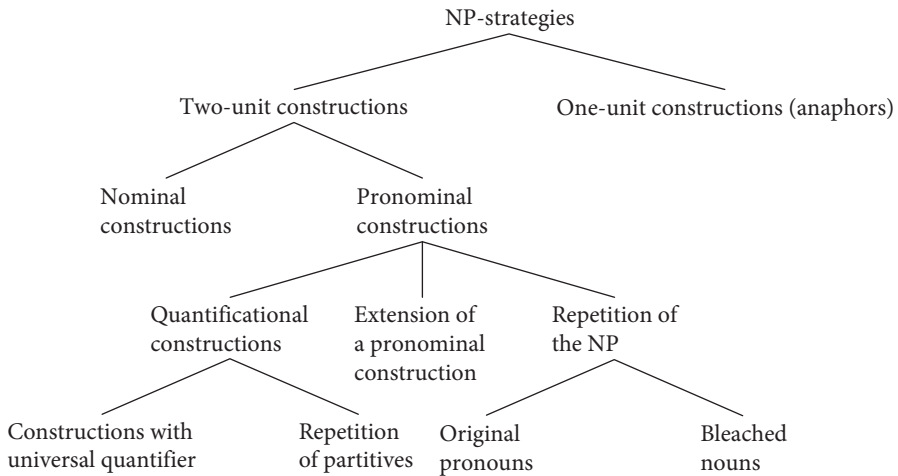 NP-strategies
Two-unit constructions
One-unit constructions (anaphors)
Nominal
constructions
Pronominal
constructions
Quantificational
constructions
Extension of
a pronominal
construction
Repetition of
the NP
Constructions with
universal quantifier
Repetition
of partitives
Original
pronouns
Bleached
nouns